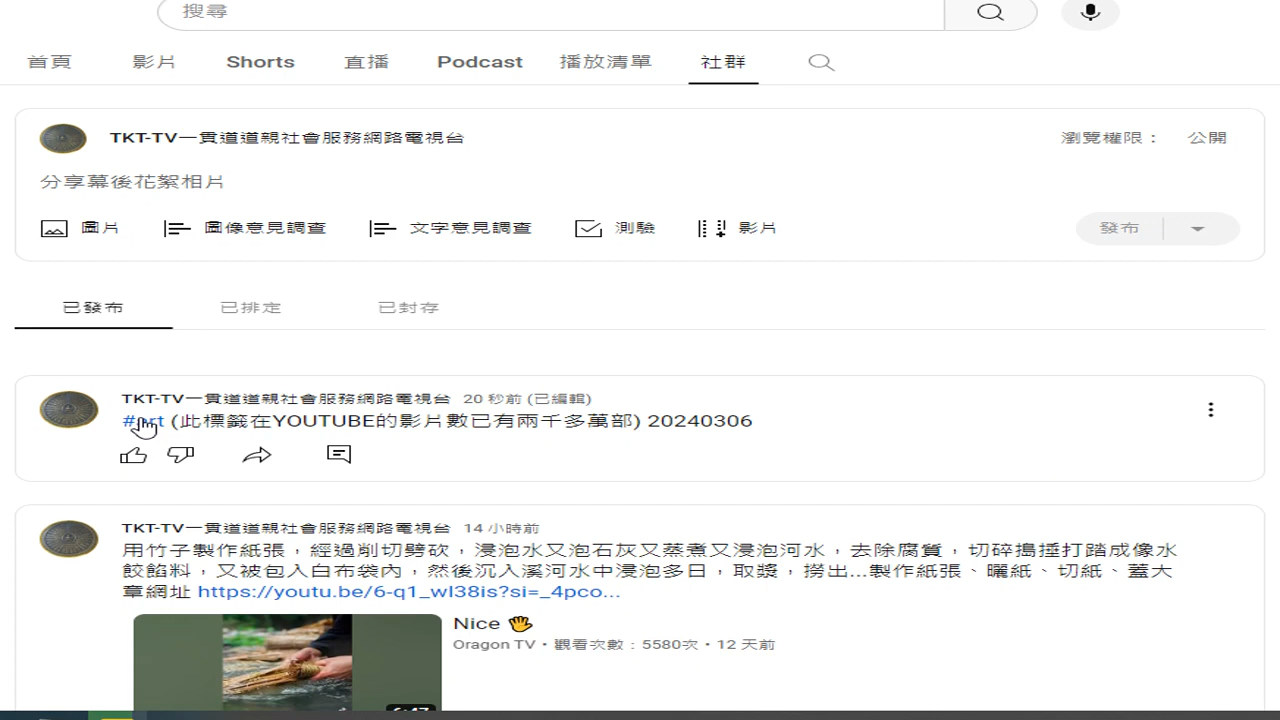 搜尋
首頁 影片 Shorts 直播 Podcast 播放清單 社群
TKT-TV一貫道道親社會服務網路電視台 瀏覽權限： 公開
分享幕後花絮相片
圖片 圖像意見調查 文字意見調查 測驗 影片 發布
已發布 已排定 已封存
TKT-TV一貫道道親社會服務網路電視台 20 秒前 (已編輯)
#art (此標籤在YOUTUBE的影片數已有兩千多萬部) 20240306
TKT-TV一貫道道親社會服務網路電視台 14 小時前
用竹子製作紙張，經過削切劈砍，浸泡水又泡石灰又蒸煮又浸泡河水，去除腐質，切碎搗捶打踏成像水
餃餡料，又被包入白布袋內，然後沉入溪河水中浸泡多日，取漿，撈出...製作紙張、曬紙、切紙、蓋大
章網址 https://youtu.be/6-q1_wI38is?si=_4pco...
Nice 👋
Oragon TV • 觀看次數：5580次 • 12 天前